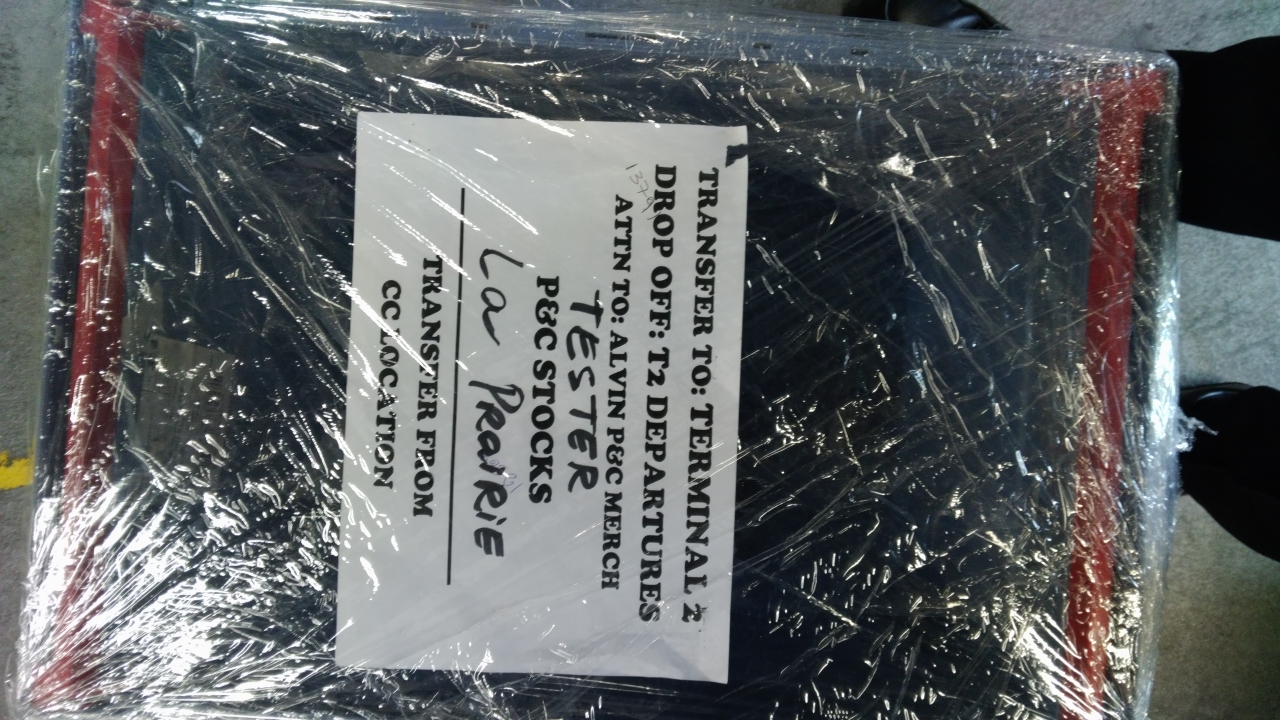 TRANSFER TO: TERMINAL 2
DROP OFF: T2 DEPARTURES
ATTN TO: ALVIN P&C MERCH
TESTER
P&C STOCKS
La PRaiRiE
TRANSFER FROM
CC LOCATION